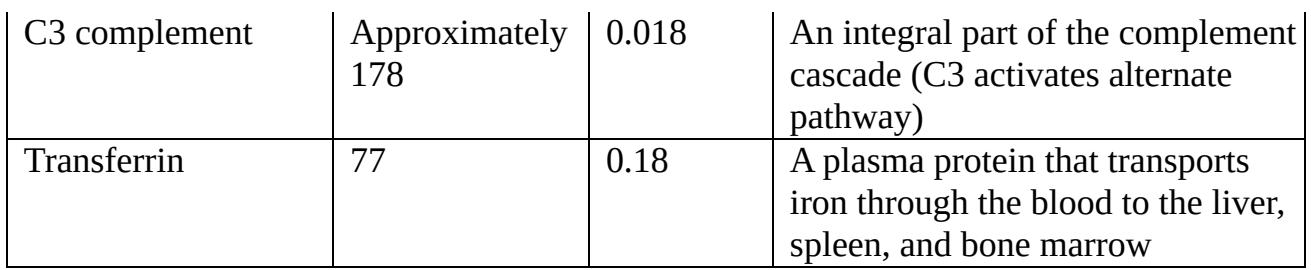 C3 complement Approximately 0.018 An integral part of the complement
178 cascade (C3 activates alternate
pathway)
Transferrin 77 0.18 A plasma protein that transports
iron through the blood to the liver,
spleen, and bone marrow